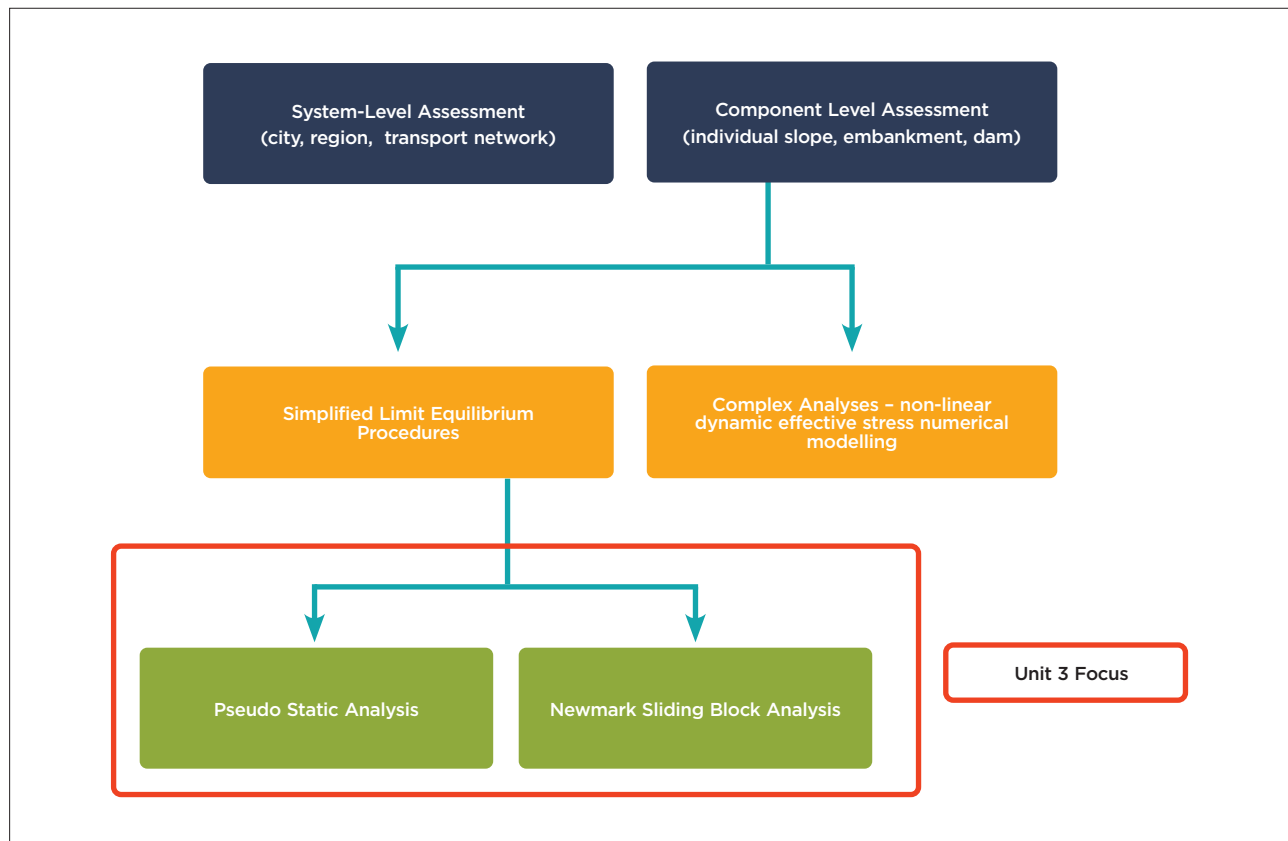 System-Level Assessment
(city, region, transport network)
Component Level Assessment
(individual slope, embankment, dam)
Simplified Limit Equilibrium
Procedures
Complex Analyses – non-linear
dynamic effective stress numerical
modelling
Pseudo Static Analysis
Newmark Sliding Block Analysis
Unit 3 Focus